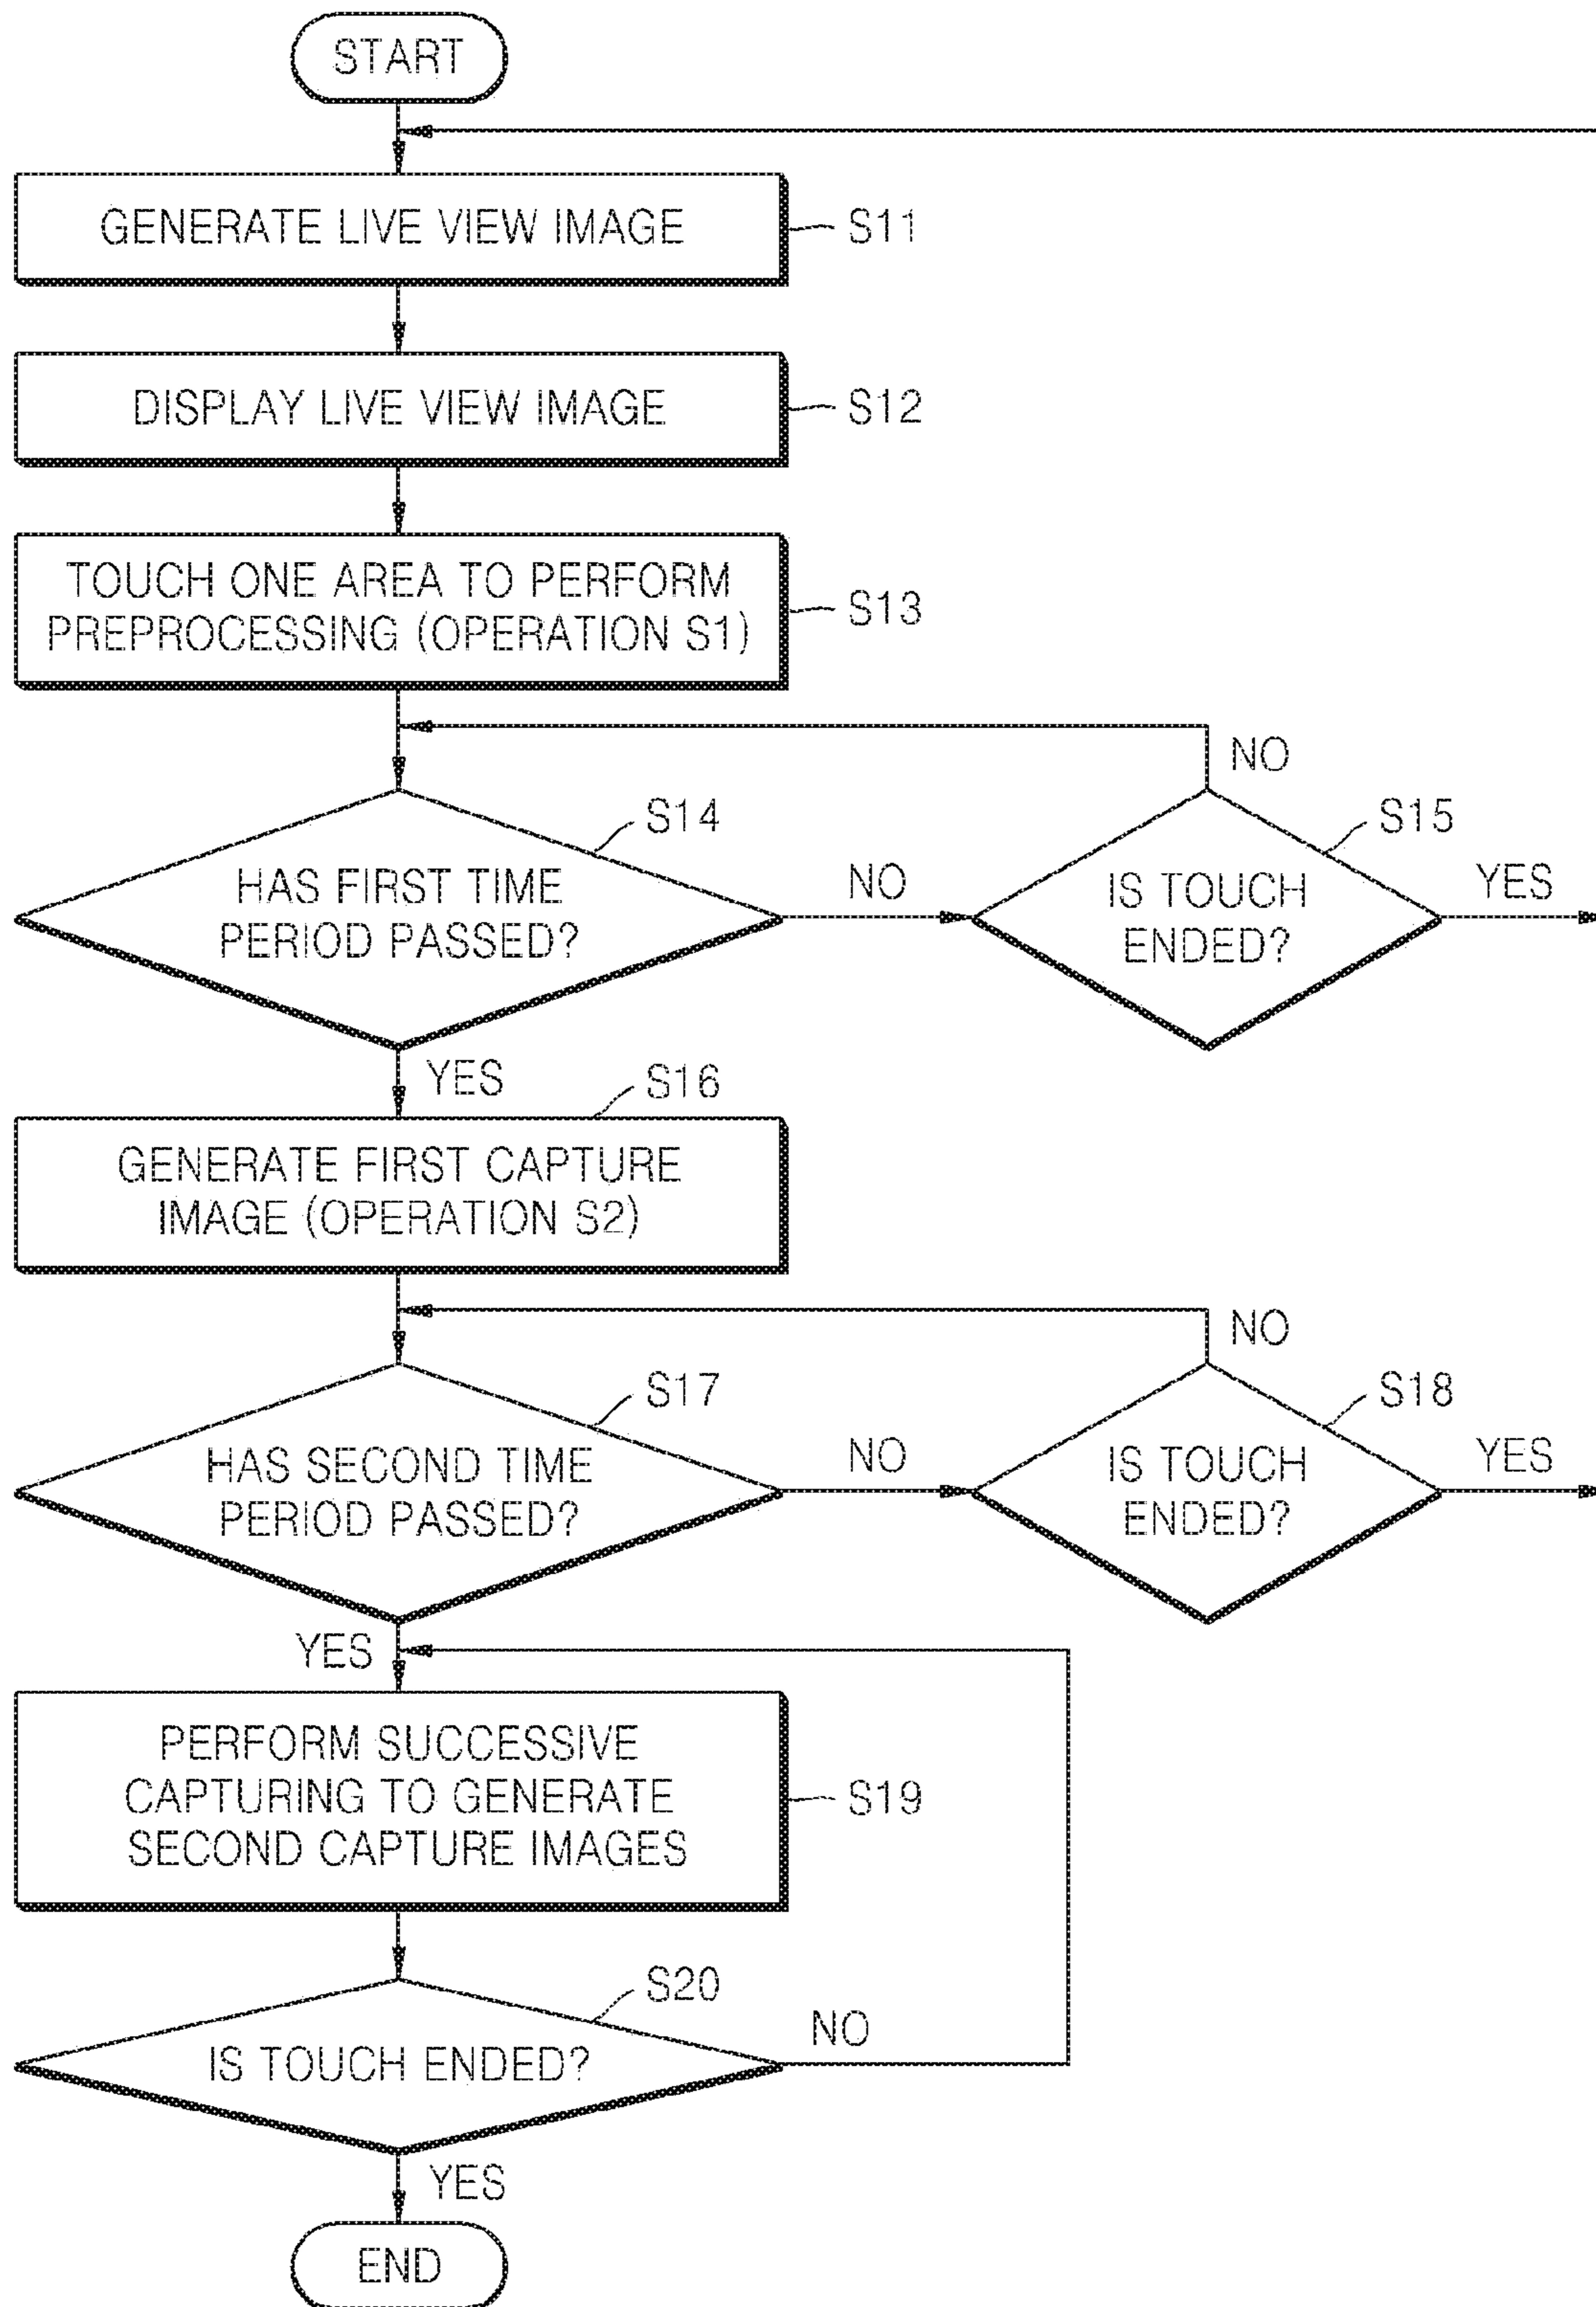 START
GENERATE LIVE VIEW IMAGE
S11
DISPLAY LIVE VIEW IMAGE
S12
TOUCH ONE AREA TO PERFORM
PREPROCESSING (OPERATION S1)
S13
NO
S14
S15
HAS FIRST TIME
PERIOD PASSED?
NO
IS TOUCH
ENDED?
YES
YES
S16
GENERATE FIRST CAPTURE
IMAGE (OPERATION S2)
NO
S17
S18
HAS SECOND TIME
PERIOD PASSED?
NO
IS TOUCH
ENDED?
YES
YES
PERFORM SUCCESSIVE
CAPTURING TO GENERATE
SECOND CAPTURE IMAGES
S19
S20
IS TOUCH ENDED?
NO
YES
END